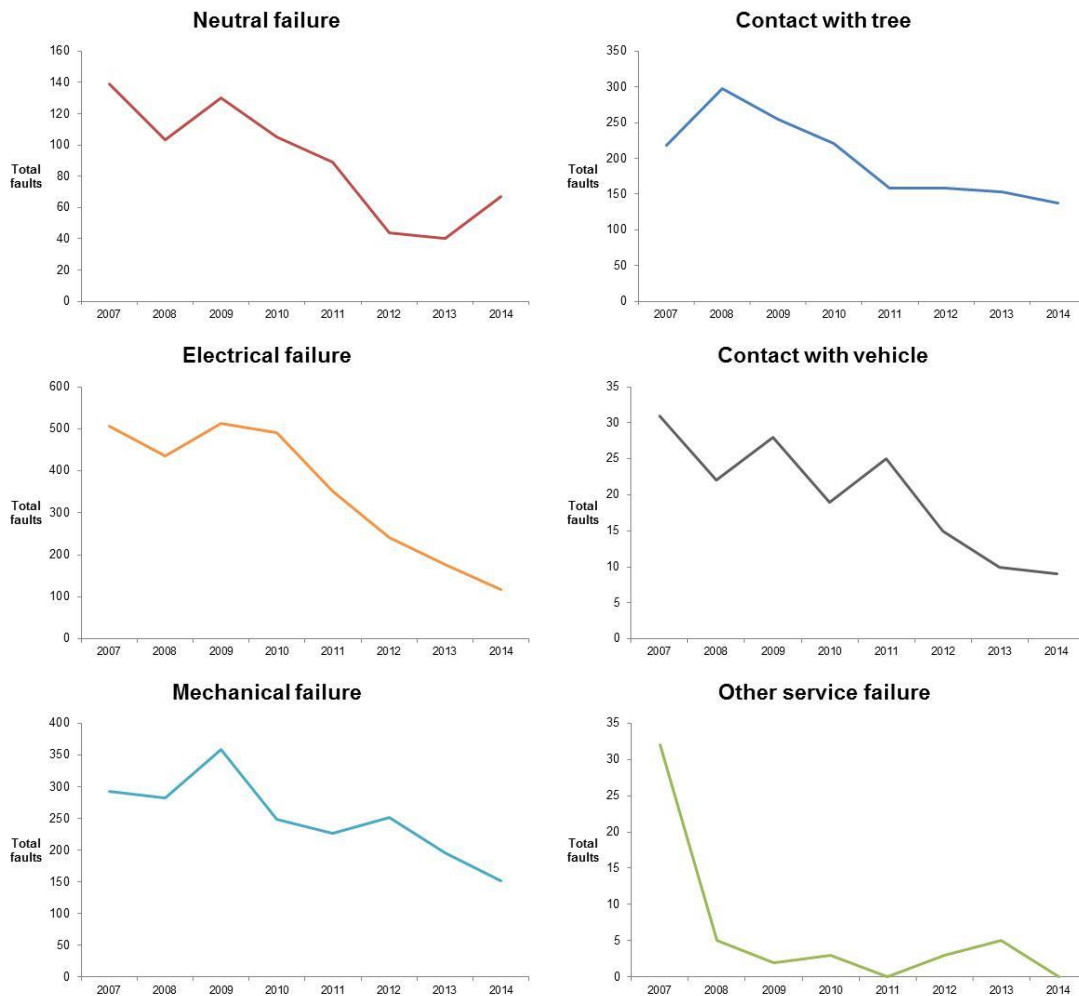 Neutral failure
160
140
120
100
80
60
40
20
0
Total
faults
2007 2008 2009 2010 2011 2012 2013 2014
Contact with tree
350
300
250
200
150
100
50
0
Total
faults
2007 2008 2009 2010 2011 2012 2013 2014
Electrical failure
600
500
400
300
200
100
0
Total
faults
2007 2008 2009 2010 2011 2012 2013 2014
Contact with vehicle
35
30
25
20
15
10
5
0
Total
faults
2007 2008 2009 2010 2011 2012 2013 2014
Mechanical failure
400
350
300
250
200
150
100
50
0
Total
faults
2007 2008 2009 2010 2011 2012 2013 2014
Other service failure
35
30
25
20
15
10
5
0
Total
faults
2007 2008 2009 2010 2011 2012 2013 2014